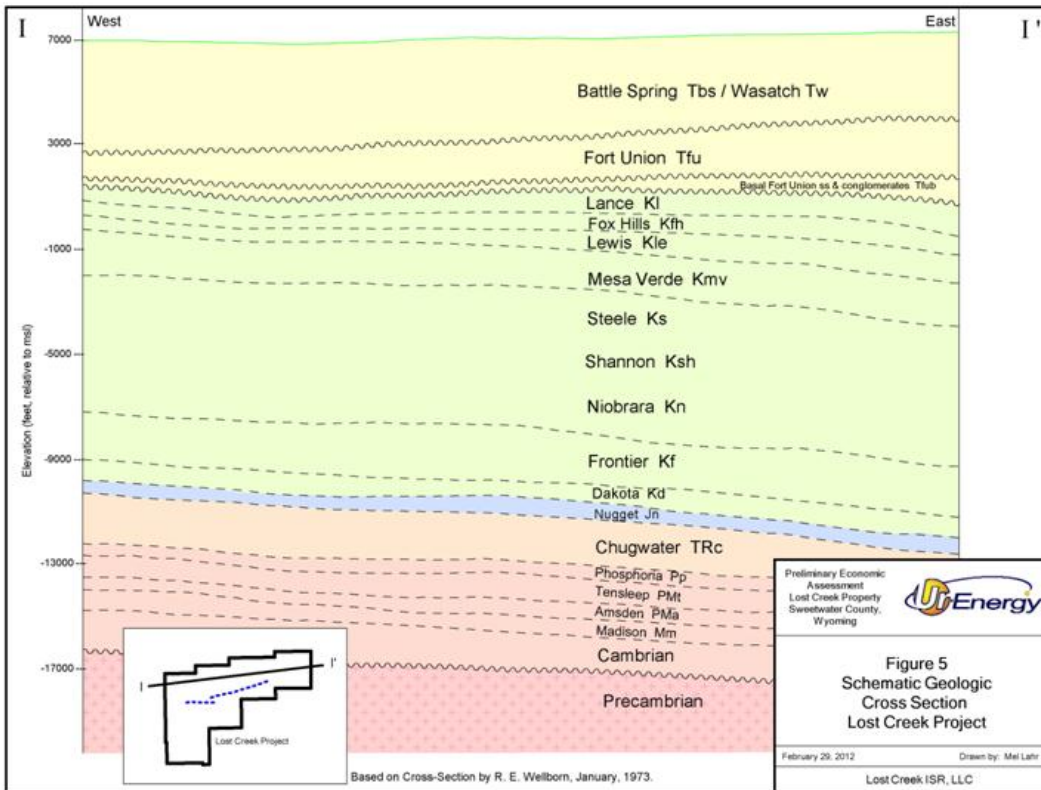 I
West
East
I'
7000
3000
-1000
-5000
-9000
-13000
-17000
Elevation (feet, relative to msl)
Battle Spring Tbs / Wasatch Tw
Fort Union Tfu
Basal Fort Union ss & conglomerates Tfub
Lance Kl
Fox Hills Kfh
Lewis Kle
Mesa Verde Kmv
Steele Ks
Shannon Ksh
Niobrara Kn
Frontier Kf
Dakota Kd
Nugget Jn
Chugwater TRc
Phosphoria Pp
Tensleep PMt
Amsden PMa
Madison Mm
Cambrian
Precambrian
I
I'
Lost Creek Project
Based on Cross-Section by R. E. Wellborn, January, 1973.
Preliminary Economic
Assessment
Lost Creek Property
Sweetwater County,
Wyoming
Ur Energy
Figure 5
Schematic Geologic
Cross Section
Lost Creek Project
February 29, 2012
Drawn by: Mel Lahr
Lost Creek ISR, LLC